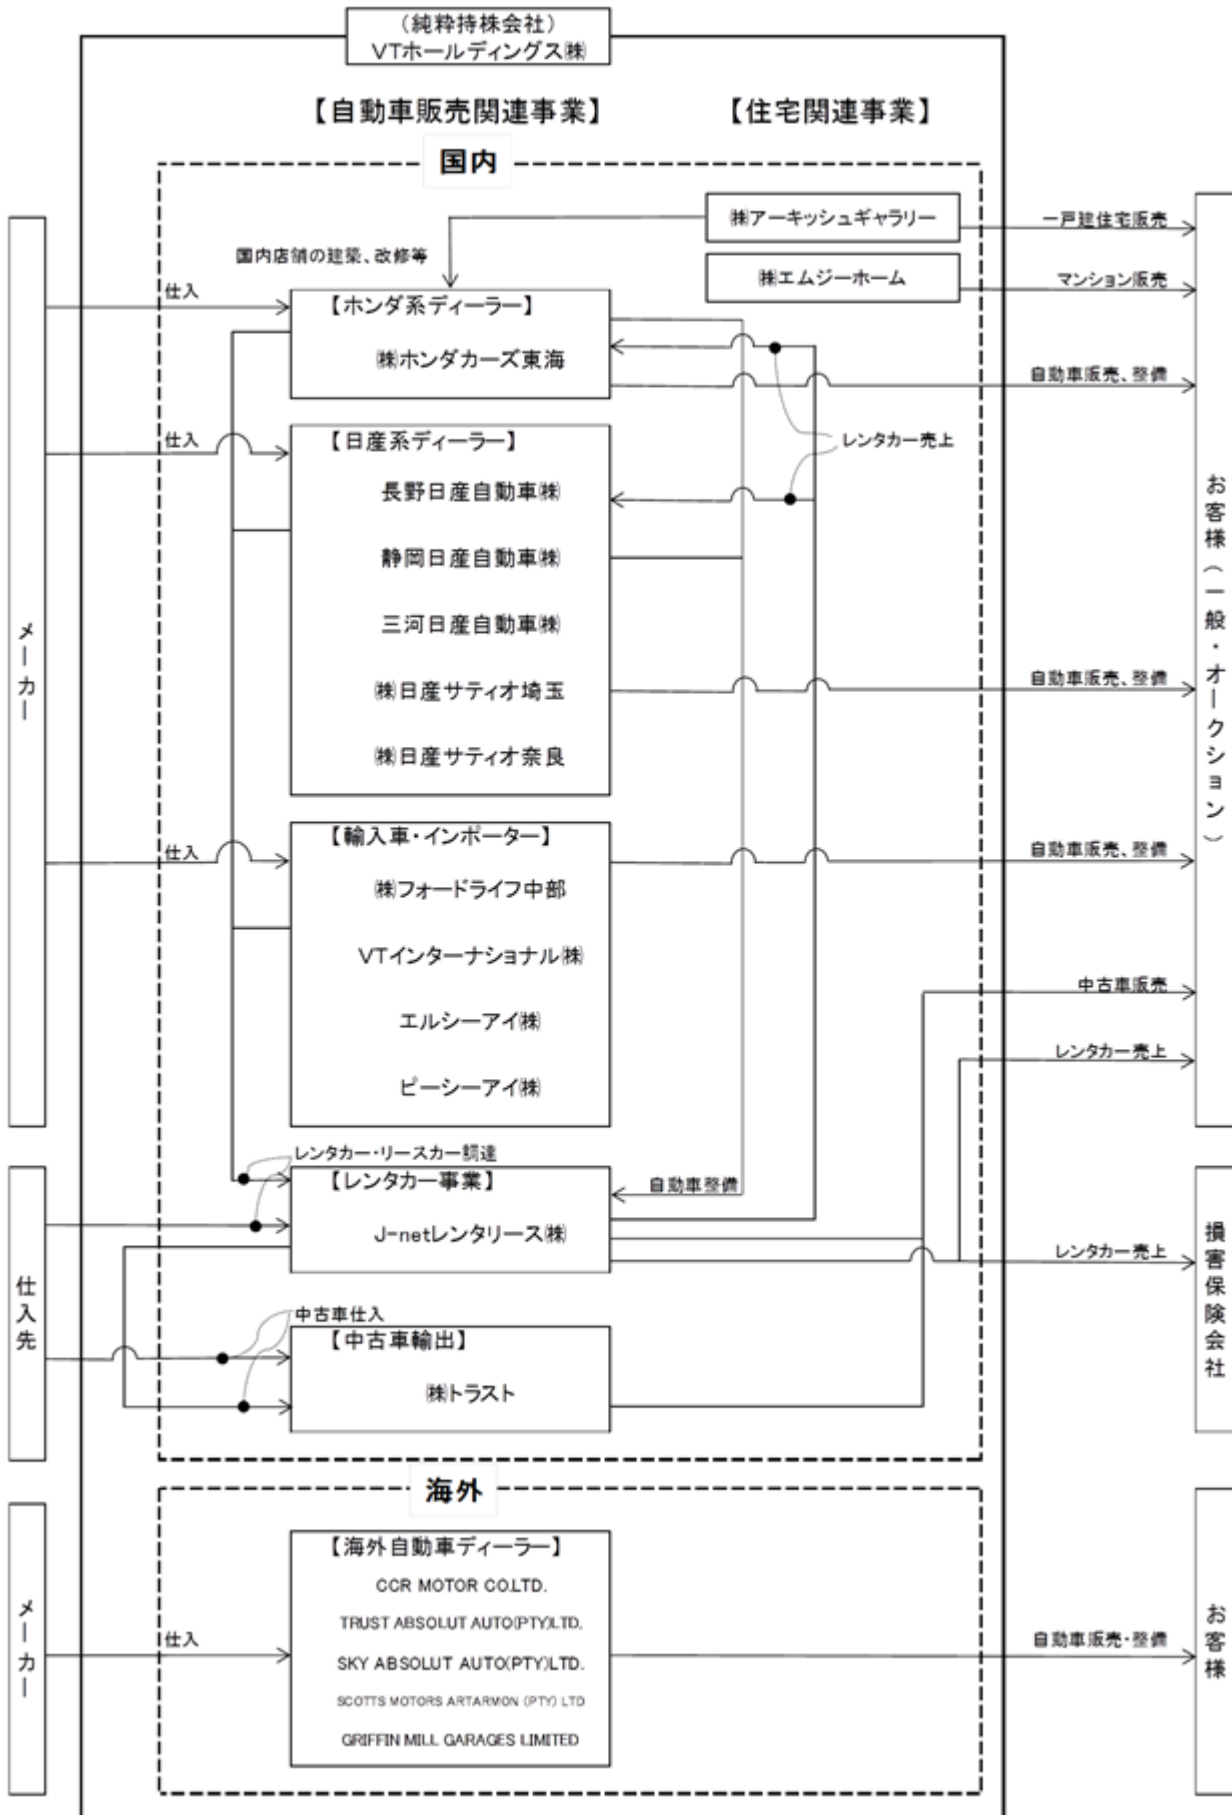 （純粋持株会社）
VTホールディングス㈱
【自動車販売関連事業】
【住宅関連事業】
国内
㈱アーキッシュギャラリー
一戸建住宅販売
国内店舗の建築、改修等
㈱エムジーホーム
マンション販売
仕入
【ホンダ系ディーラー】
㈱ホンダカーズ東海
自動車販売、整備
レンタカー売上
仕入
【日産系ディーラー】
長野日産自動車㈱
静岡日産自動車㈱
三河日産自動車㈱
㈱日産サティオ埼玉
㈱日産サティオ奈良
自動車販売、整備
メーカー
お客様（一般・オークション）
仕入
【輸入車・インポーター】
㈱フォードライフ中部
VTインターナショナル㈱
エルシーアイ㈱
ピーシーアイ㈱
自動車販売、整備
中古車販売
レンタカー売上
レンタカー・リースカー調達
【レンタカー事業】
J-netレンタリース㈱
自動車整備
レンタカー売上
仕入先
損害保険会社
中古車仕入
【中古車輸出】
㈱トラスト
海外
【海外自動車ディーラー】
CCR MOTOR CO.LTD.
TRUST ABSOLUT AUTO(PTY)LTD.
SKY ABSOLUT AUTO(PTY)LTD.
SCOTTS MOTORS ARTARMON (PTY) LTD
GRIFFIN MILL GARAGES LIMITED
メーカー
仕入
自動車販売・整備
お客様